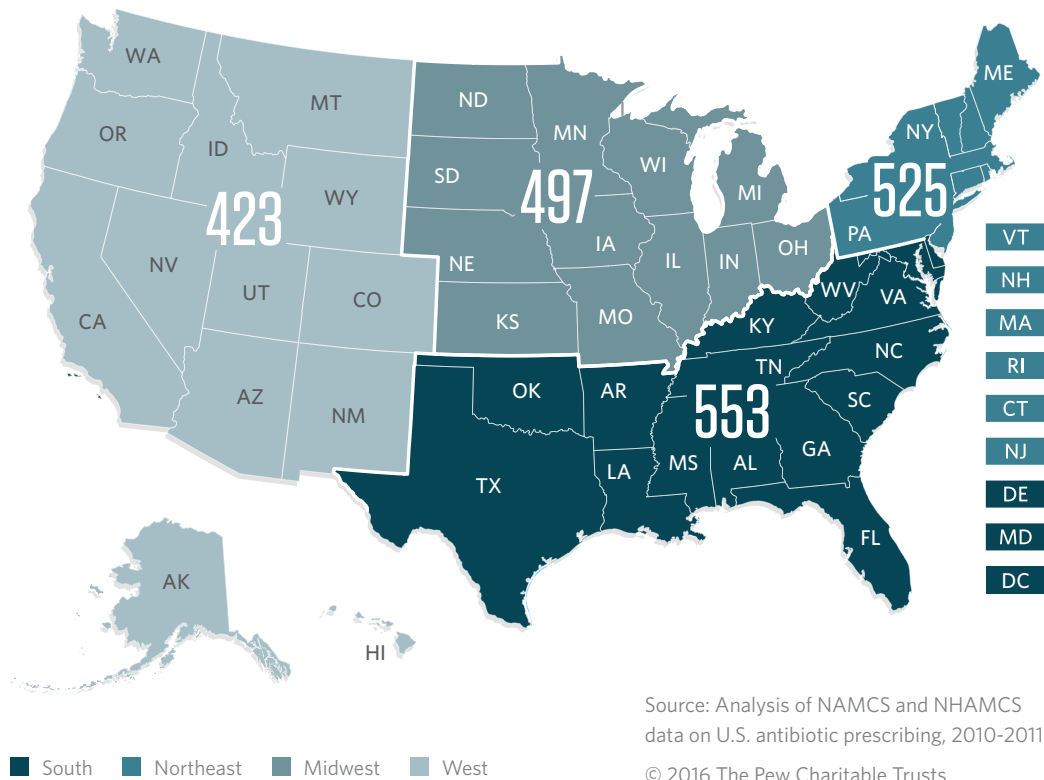 WA
MT
ND
ME
OR
ID
MN
NY
SD
WI
WY
MI
423
497
525
PA
VT
NV
NE
IA
IL
IN
OH
NH
UT
CO
WV
VA
CA
KS
MO
KY
MA
NC
RI
AZ
NM
OK
AR
TN
SC
CT
553
GA
NJ
TX
LA
MS
AL
DE
FL
MD
AK
DC
HI
Source: Analysis of NAMCS and NHAMCS
data on U.S. antibiotic prescribing, 2010-2011
© 2016 The Pew Charitable Trusts
South Northeast Midwest West